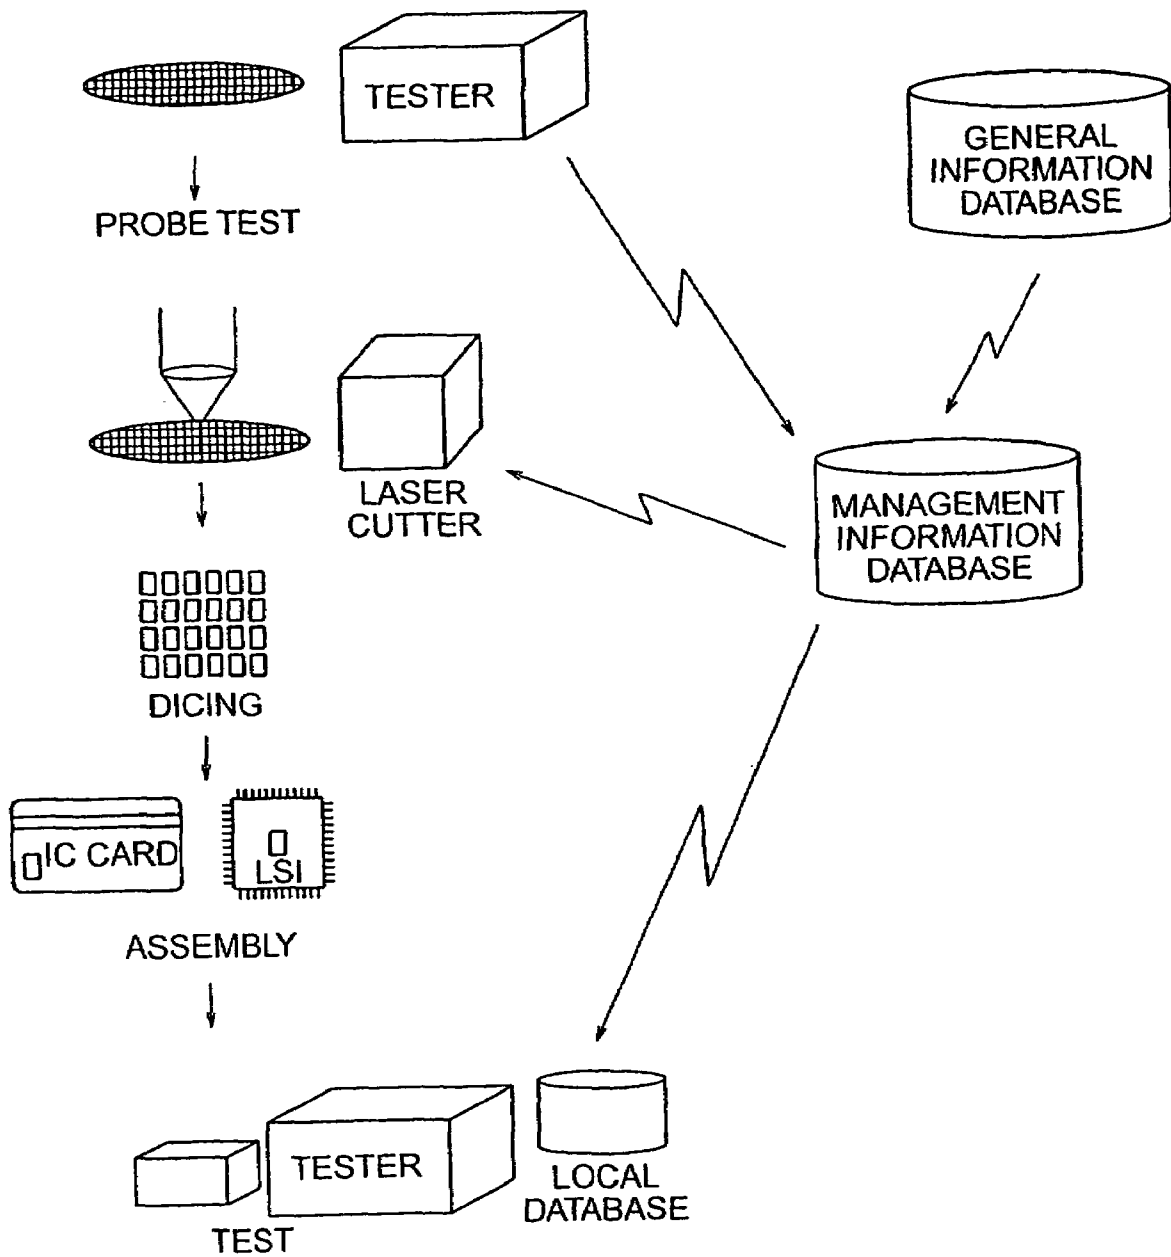 TESTER
GENERAL
INFORMATION
DATABASE
PROBE TEST
LASER
CUTTER
MANAGEMENT
INFORMATION
DATABASE
DICING
IC CARD
LSI
ASSEMBLY
TESTER
TEST
LOCAL
DATABASE